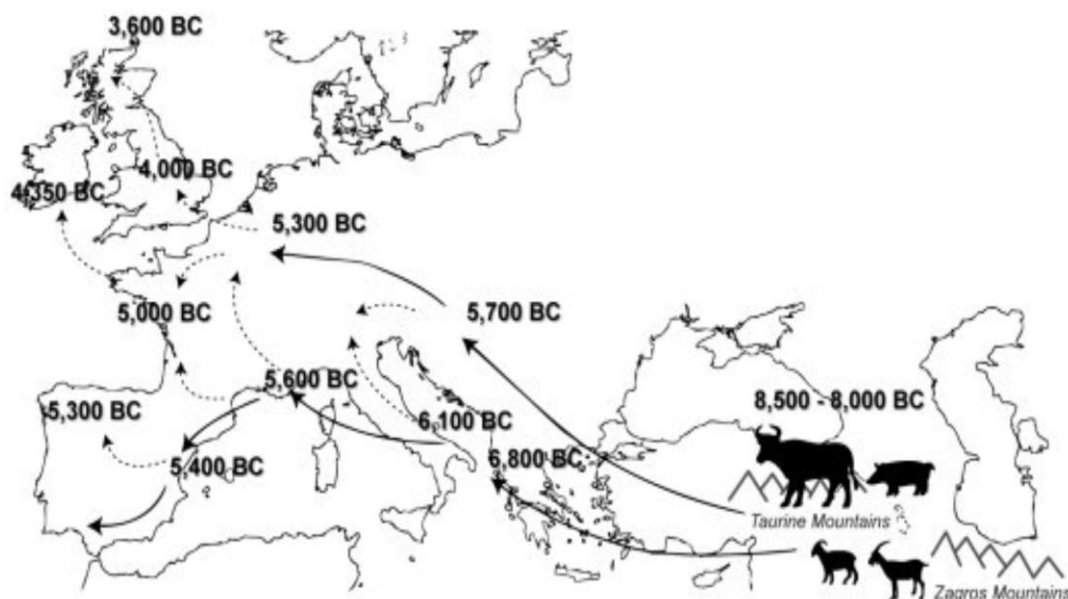 3,600 BC
4,000 BC
4,350 BC
5,300 BC
5,000 BC
5,700 BC
5,600 BC
8,500 - 8,000 BC
5,300 BC
6,100 BC
6,800 BC
5,400 BC
Taurine Mountains
Zagros Mountains